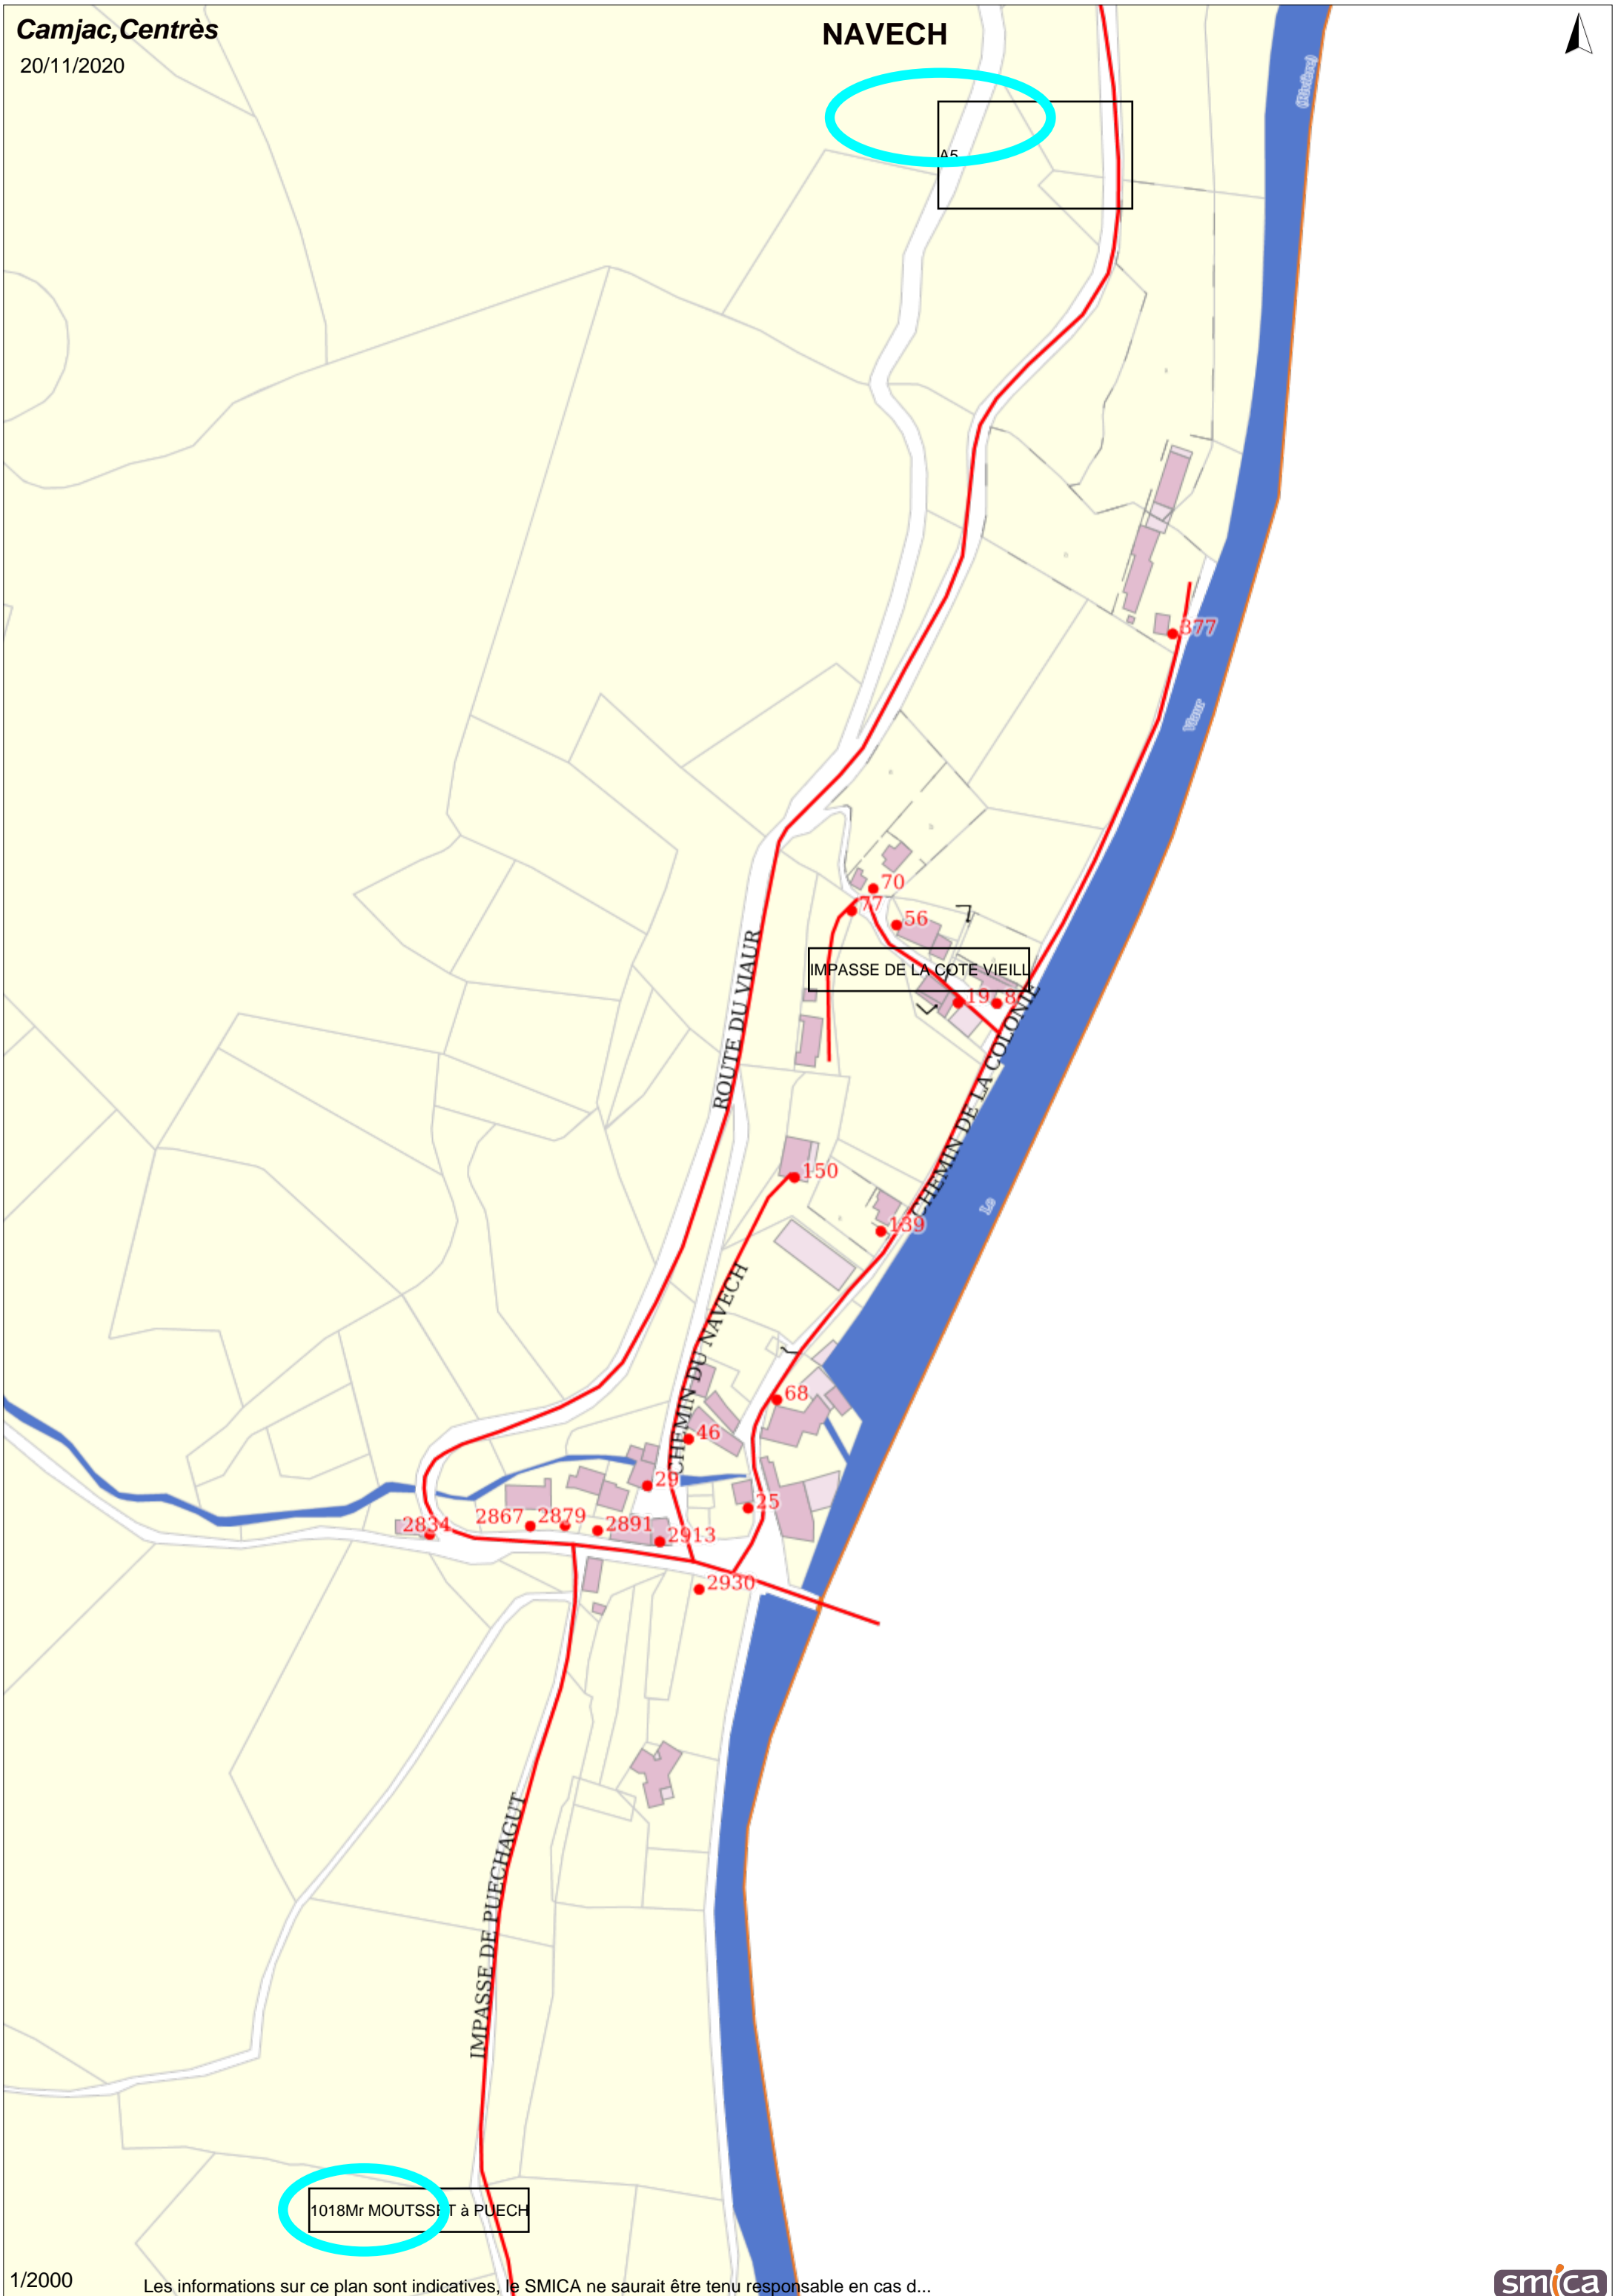 Camjac,Centrès
NAVECH
20/11/2020
(Rivière)
A5
377
Viaur
70
77
56
IMPASSE DE LA COTE VIEILL
19
8
ROUTE DU VIAUR
CHEMIN DE LA COLONIE
150
Le
139
CHEMIN DU NAVECH
68
46
29
25
2834
2867
2879
2891
2913
2930
IMPASSE DE PUECHAGUT
1018Mr MOUTSSET à PUECH
1/2000
Les informations sur ce plan sont indicatives, le SMICA ne saurait être tenu responsable en cas d...
smica